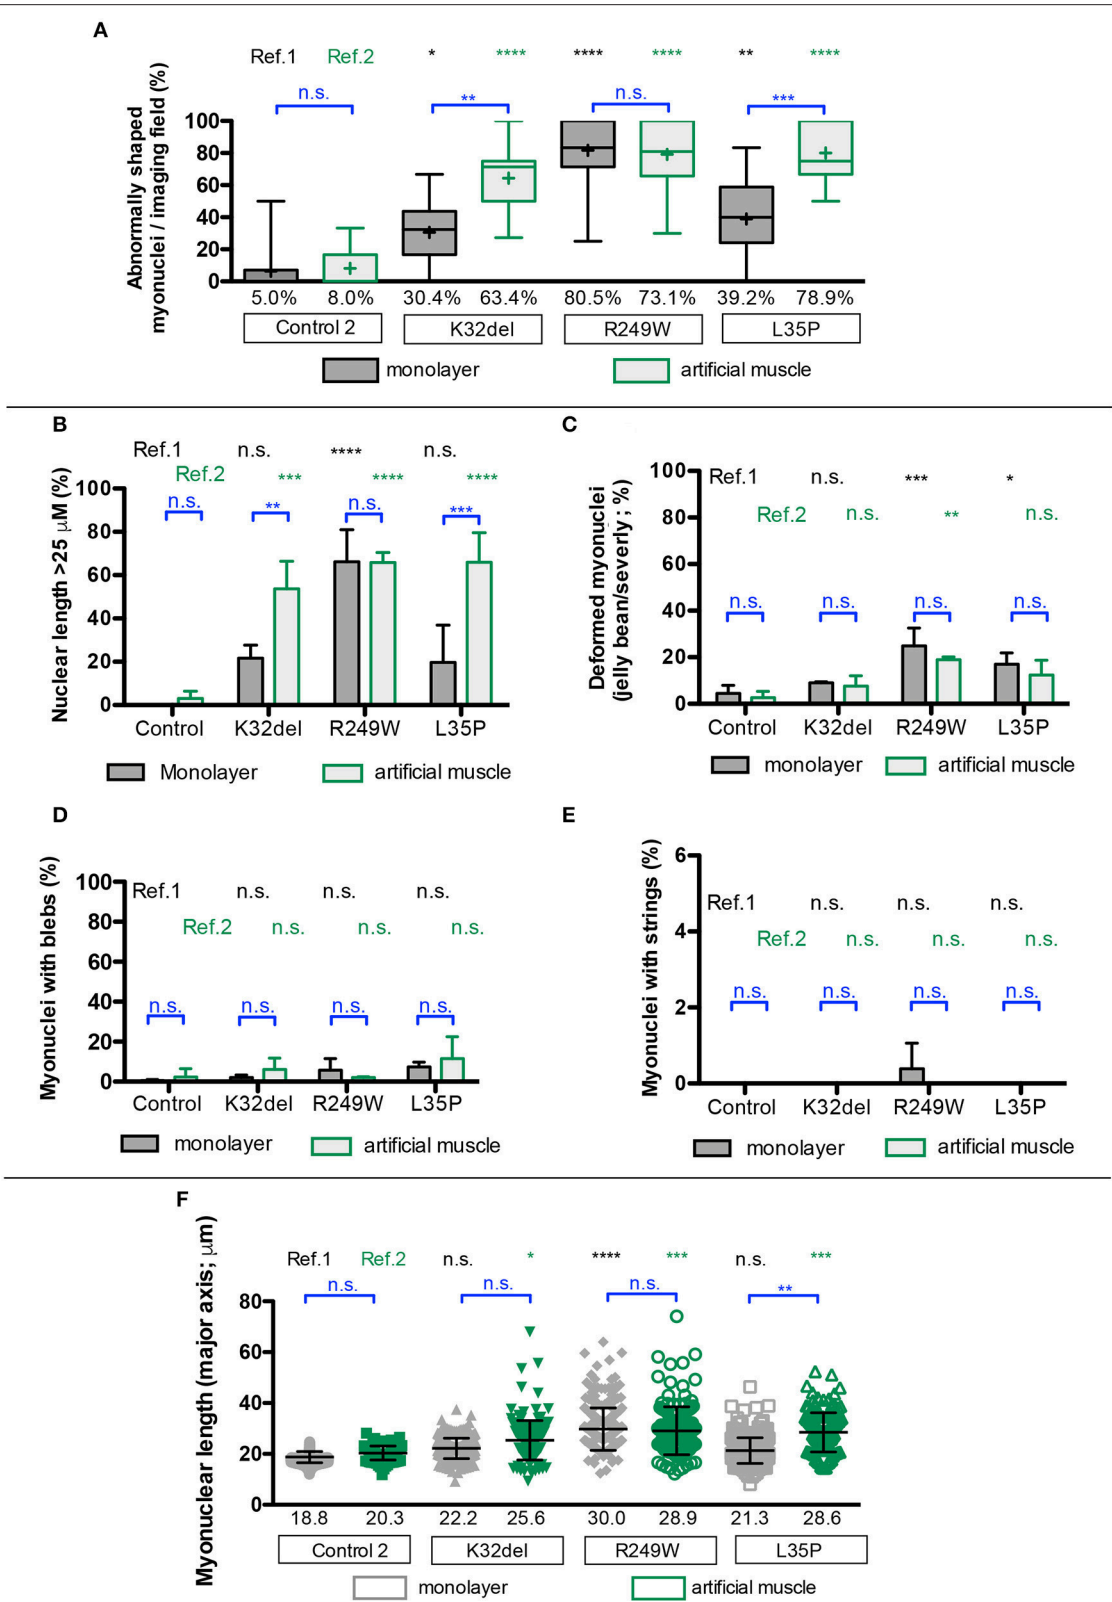 A
Ref.1 Ref.2 * **** **** **** ** ****
n.s. ** n.s. ***
Abnormally shaped
myonuclei / imaging field (%)
100
80
60
40
20
0
5.0% 8.0% 30.4% 63.4% 80.5% 73.1% 39.2% 78.9%
Control 2 K32del R249W L35P
monolayer artificial muscle
B
Ref.1 n.s. **** n.s.
Ref.2 *** **** ****
n.s. ** n.s. ***
Nuclear length >25 µM (%)
100
80
60
40
20
0
Control K32del R249W L35P
Monolayer artificial muscle
C
Ref.1 n.s. *** *
Ref.2 n.s. ** n.s.
n.s. n.s. n.s. n.s.
Deformed myonuclei
(jelly bean/severly ; %)
100
80
60
40
20
0
Control K32del R249W L35P
monolayer artificial muscle
D
Ref.1 n.s. n.s. n.s.
Ref.2 n.s. n.s. n.s.
n.s. n.s. n.s. n.s.
Myonuclei with blebs (%)
100
80
60
40
20
0
Control K32del R249W L35P
monolayer artificial muscle
E
Ref.1 n.s. n.s. n.s.
Ref.2 n.s. n.s. n.s.
n.s. n.s. n.s. n.s.
Myonuclei with strings (%)
6
4
2
0
Control K32del R249W L35P
monolayer artificial muscle
F
Ref.1 Ref.2 n.s. * **** *** n.s. ***
n.s. n.s. n.s. **
Myonuclear length (major axis; µm)
80
60
40
20
0
18.8 20.3 22.2 25.6 30.0 28.9 21.3 28.6
Control 2 K32del R249W L35P
monolayer artificial muscle